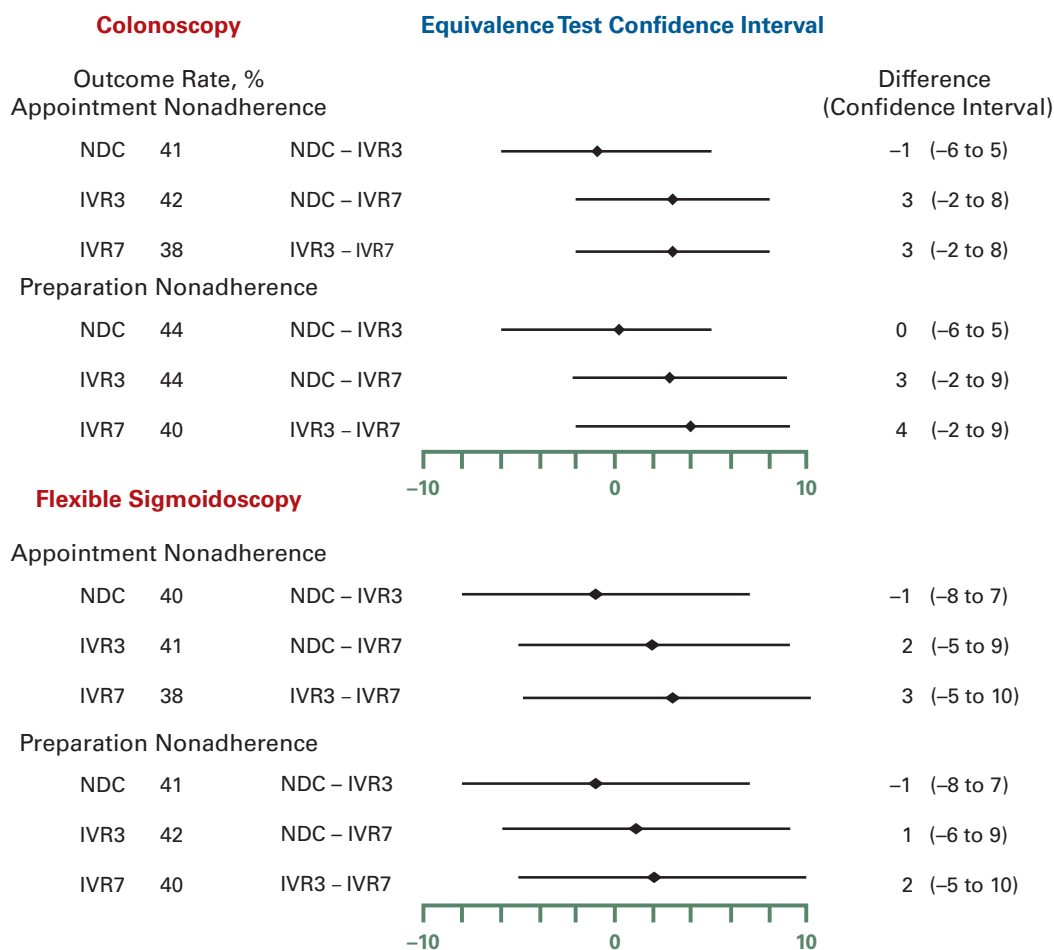 Colonoscopy Equivalence Test Confidence Interval
Outcome Rate, % Difference
Appointment Nonadherence (Confidence Interval)
NDC 41 NDC – IVR3 –1 (–6 to 5)
IVR3 42 NDC – IVR7 3 (–2 to 8)
IVR7 38 IVR3 – IVR7 3 (–2 to 8)
Preparation Nonadherence
NDC 44 NDC – IVR3 0 (–6 to 5)
IVR3 44 NDC – IVR7 3 (–2 to 9)
IVR7 40 IVR3 – IVR7 4 (–2 to 9)
–10 0 10
Flexible Sigmoidoscopy
Appointment Nonadherence
NDC 40 NDC – IVR3 –1 (–8 to 7)
IVR3 41 NDC – IVR7 2 (–5 to 9)
IVR7 38 IVR3 – IVR7 3 (–5 to 10)
Preparation Nonadherence
NDC 41 NDC – IVR3 –1 (–8 to 7)
IVR3 42 NDC – IVR7 1 (–6 to 9)
IVR7 40 IVR3 – IVR7 2 (–5 to 10)
–10 0 10